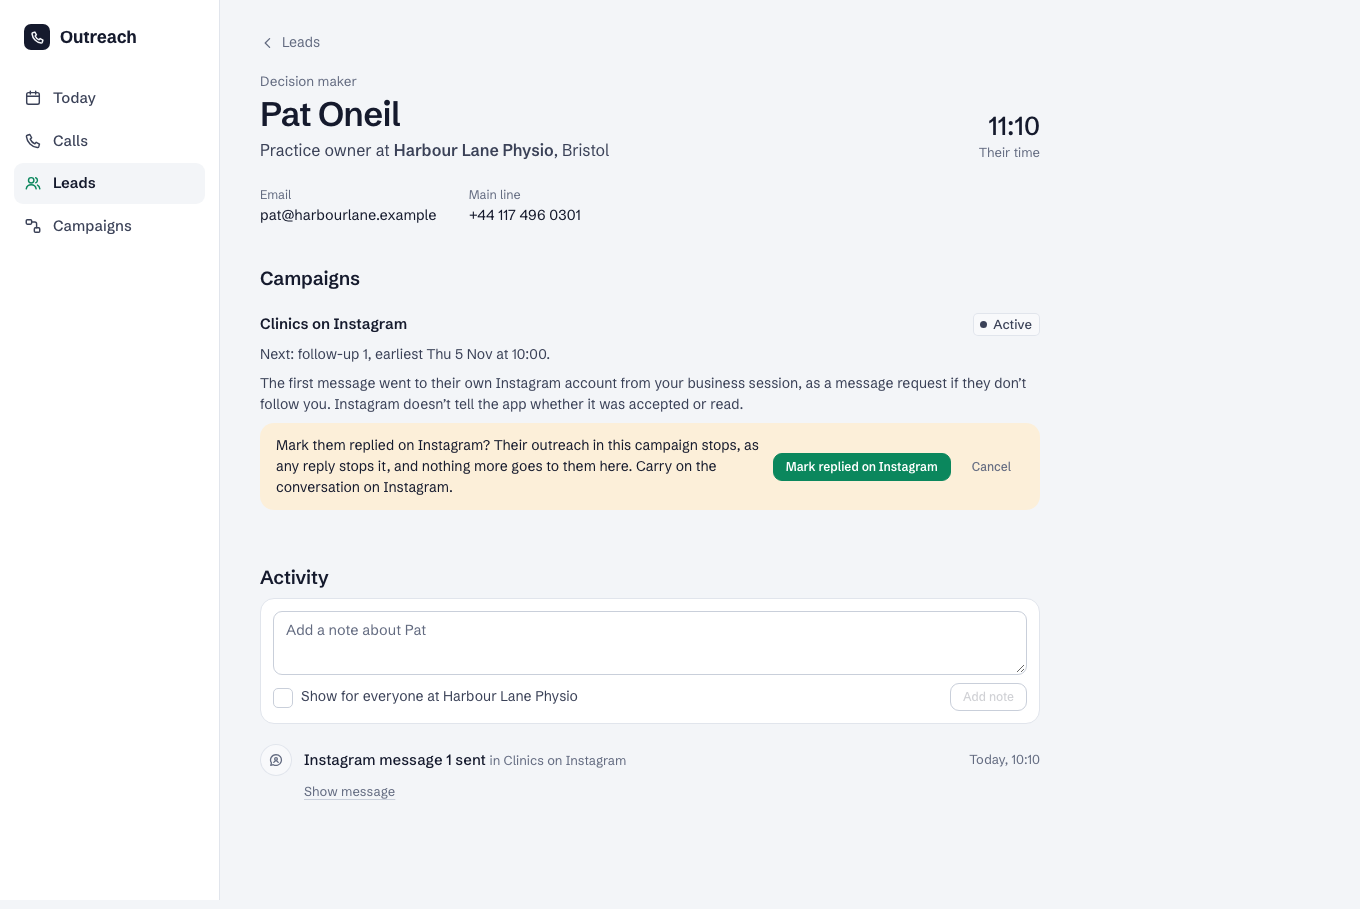 Outreach
Today
Calls
Leads
Campaigns
Leads
Decision maker
Pat Oneil
Practice owner at Harbour Lane Physio, Bristol
11:10
Their time
Email
pat@harbourlane.example
Main line
+44 117 496 0301
Campaigns
Clinics on Instagram
Active
Next: follow-up 1, earliest Thu 5 Nov at 10:00.
The first message went to their own Instagram account from your business session, as a message request if they don’t
follow you. Instagram doesn’t tell the app whether it was accepted or read.
Mark them replied on Instagram? Their outreach in this campaign stops, as
any reply stops it, and nothing more goes to them here. Carry on the
conversation on Instagram.
Mark replied on Instagram
Cancel
Activity
Add a note about Pat
Show for everyone at Harbour Lane Physio
Add note
Instagram message 1 sent in Clinics on Instagram
Today, 10:10
Show message